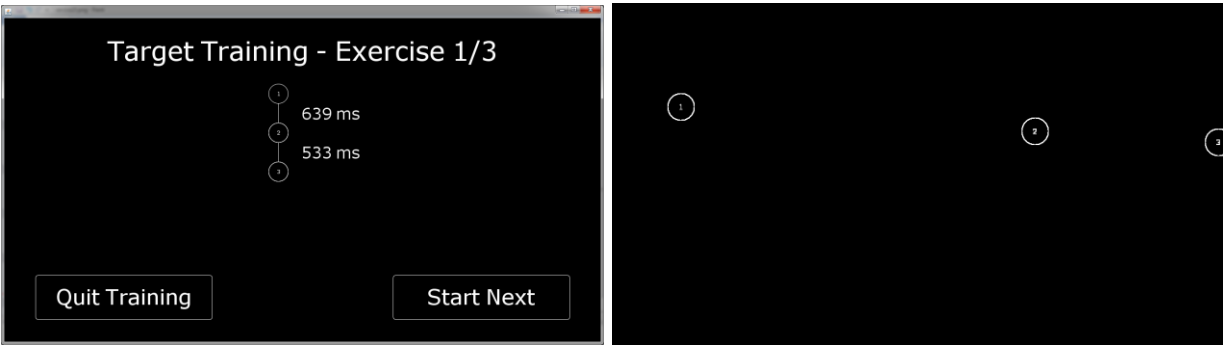 Target Training - Exercise 1/3
1
639 ms
2
533 ms
3
Quit Training
Start Next
1
2
3